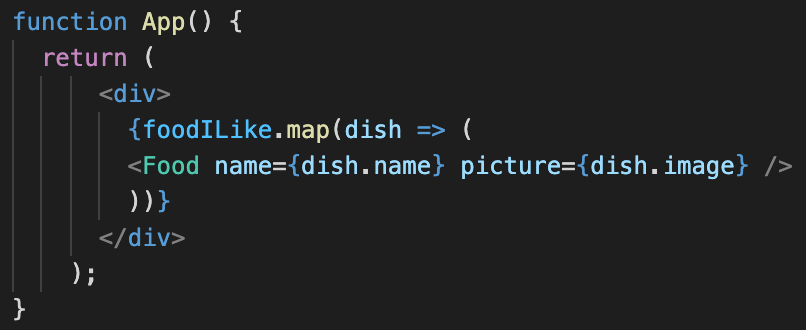 function App() {
  return (
      <div>
        {foodILike.map(dish => (
        <Food name={dish.name} picture={dish.image} />
        ))}
      </div>
    );
}